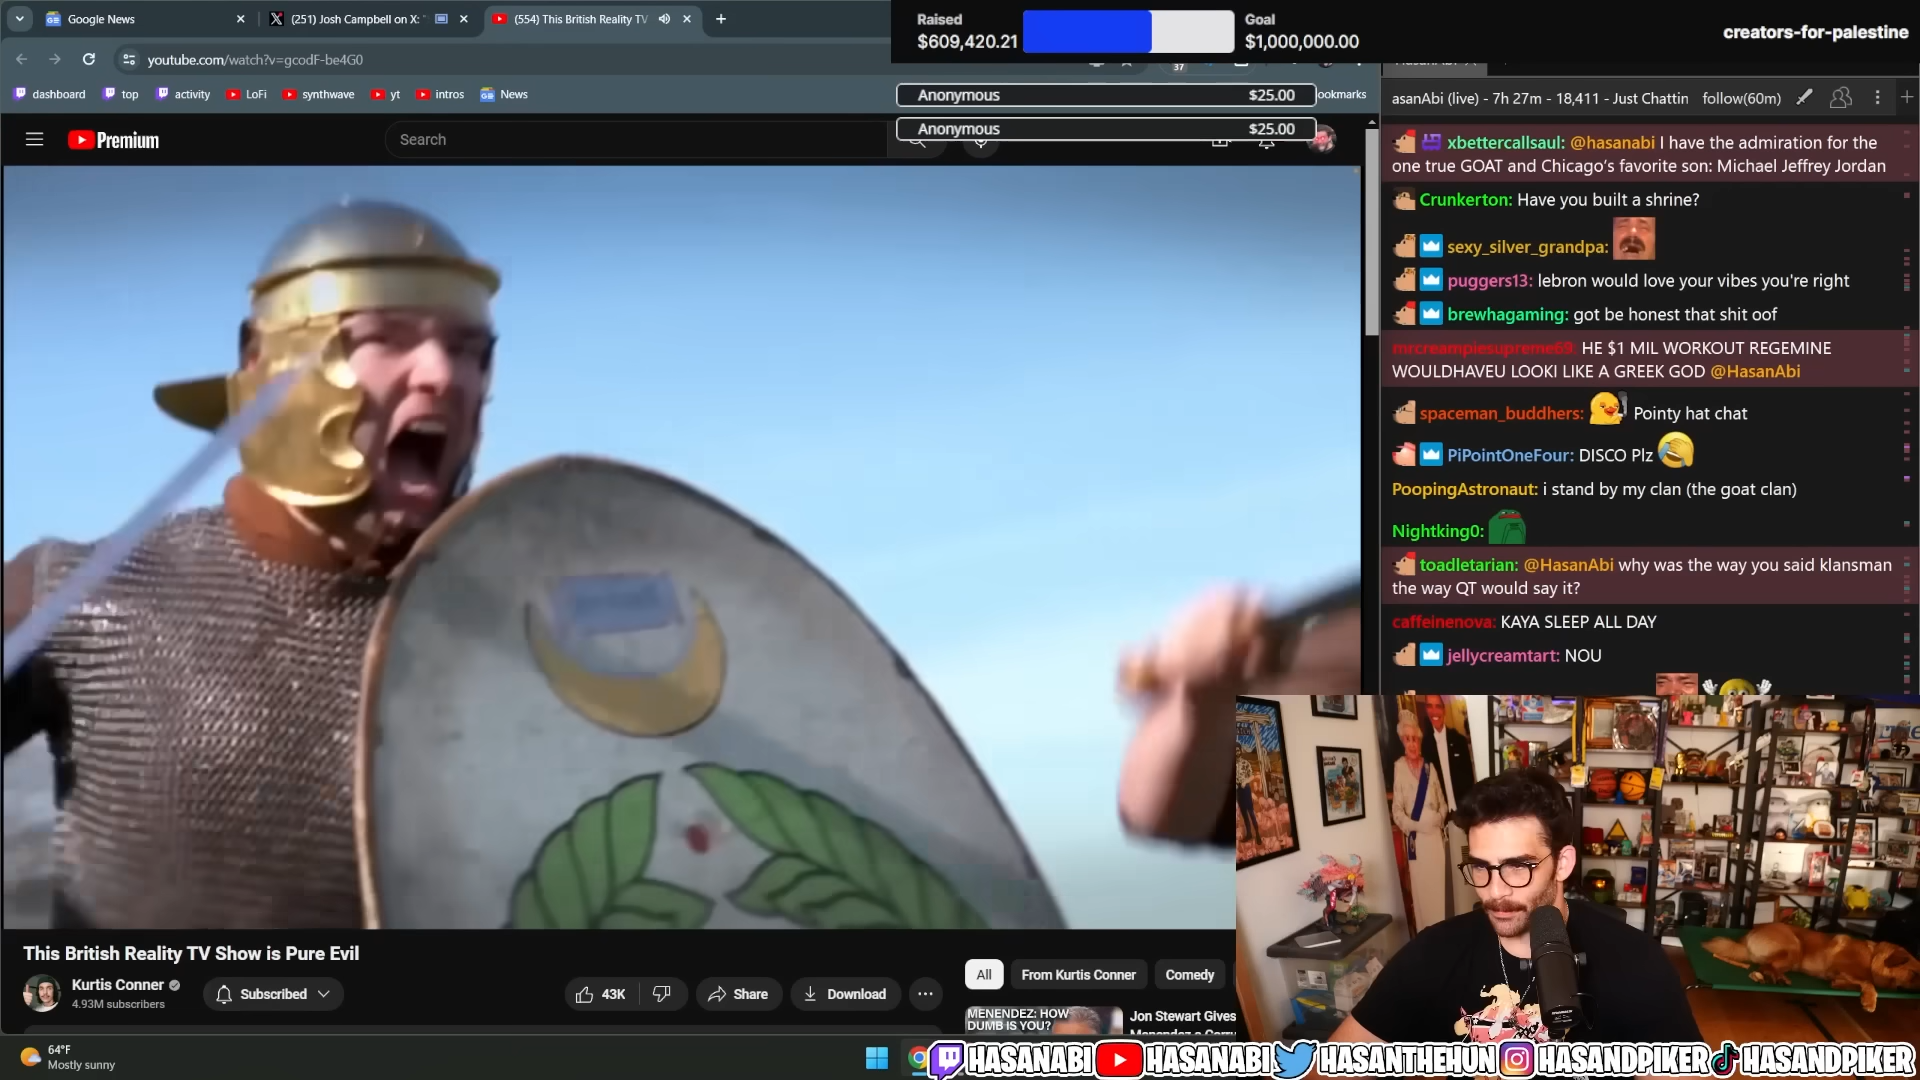 Google News
(251) Josh Campbell on X: "
(554) This British Reality TV
youtube.com/watch?v=gcodF-be4G0
dashboard
top
activity
LoFi
synthwave
yt
intros
News
ookmarks
37
Raised
$609,420.21
Goal
$1,000,000.00
creators-for-palestine
Anonymous $25.00
Anonymous $25.00
Premium
Search
asanAbi (live) - 7h 27m - 18,411 - Just Chattin
follow(60m)
xbettercallsaul: @hasanabi I have the admiration for the
one true GOAT and Chicago's favorite son: Michael Jeffrey Jordan
Crunkerton: Have you built a shrine?
sexy_silver_grandpa:
puggers13: lebron would love your vibes you're right
brewhagaming: got be honest that shit oof
mrcreampiesupreme69: HE $1 MIL WORKOUT REGEMINE
WOULDHAVEU LOOKI LIKE A GREEK GOD @HasanAbi
spaceman_buddhers: Pointy hat chat
PiPointOneFour: DISCO Plz
PoopingAstronaut: i stand by my clan (the goat clan)
Nightking0:
toadletarian: @HasanAbi why was the way you said klansman
the way QT would say it?
caffeinenova: KAYA SLEEP ALL DAY
jellycreamtart: NOU
This British Reality TV Show is Pure Evil
Kurtis Conner
4.93M subscribers
Subscribed
43K
Share
Download
All
From Kurtis Conner
Comedy
MENENDEZ: HOW
DUMB IS YOU?
Jon Stewart Gives
64°F
Mostly sunny
HASANABI
HASANABI
HASANTHEHUN
HASANDPIKER
HASANDPIKER